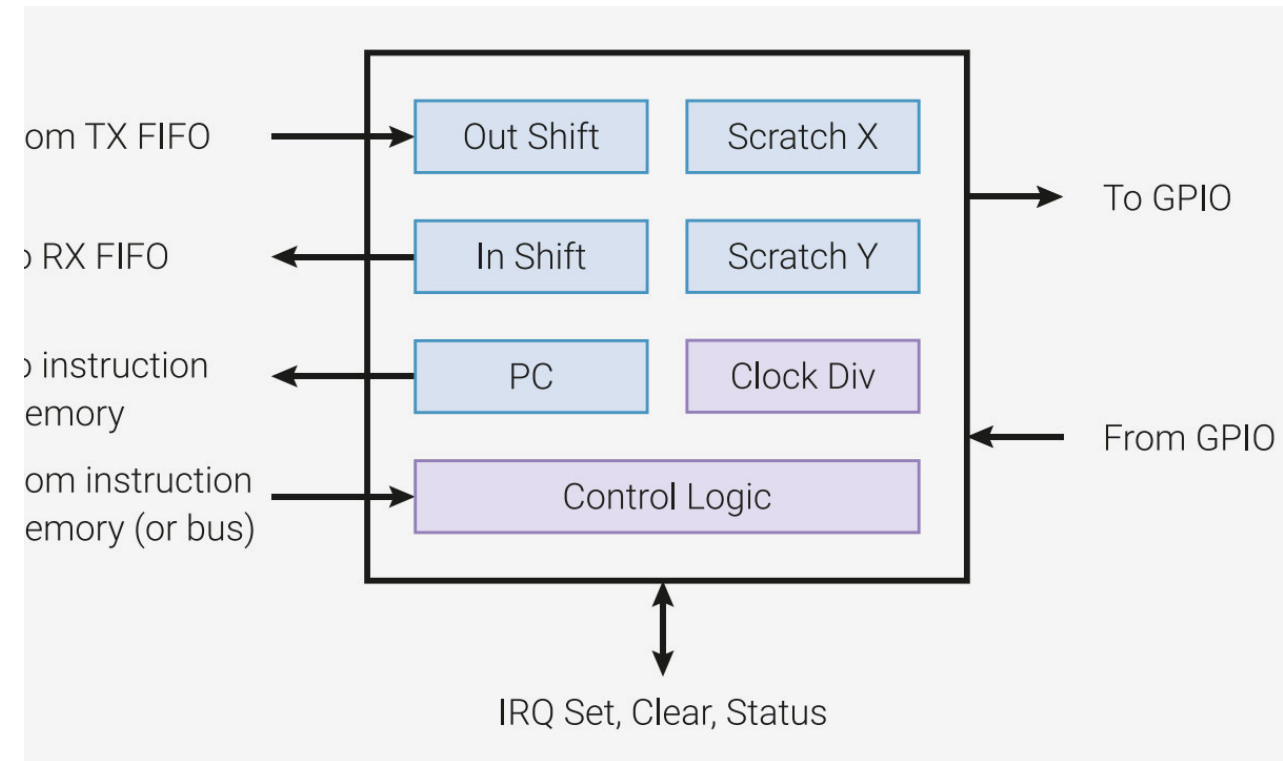 om TX FIFO
Out Shift
Scratch X
To GPIO
RX FIFO
In Shift
Scratch Y
instruction
emory
PC
Clock Div
From GPIO
om instruction
emory (or bus)
Control Logic
IRQ Set, Clear, Status